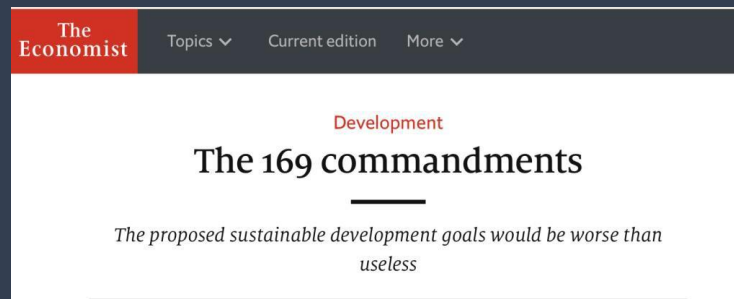 The
Economist
Topics
Current edition
More
Development
The 169 commandments
The proposed sustainable development goals would be worse than
useless